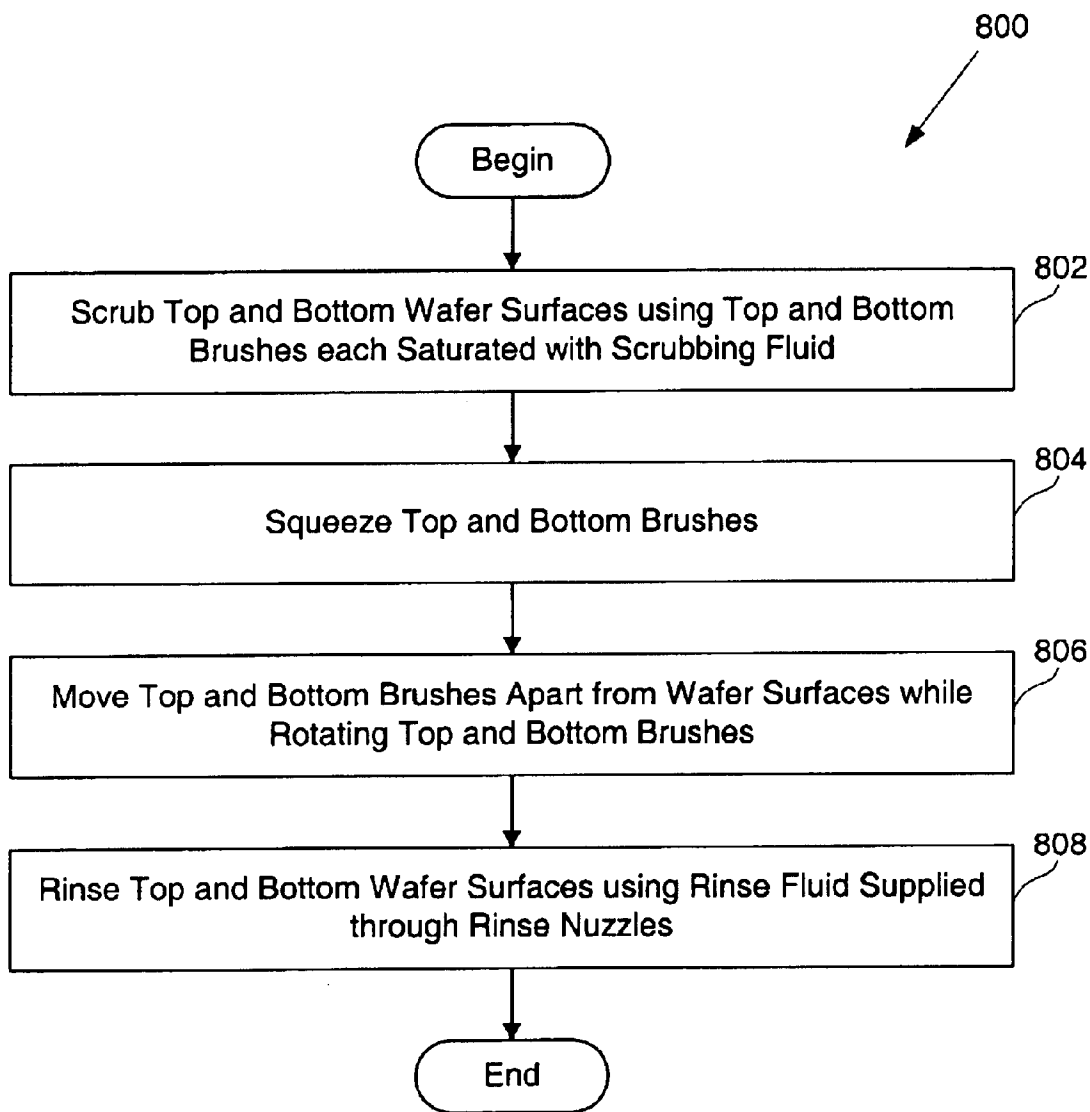 800
Begin
802
Scrub Top and Bottom Wafer Surfaces using Top and Bottom
Brushes each Saturated with Scrubbing Fluid
804
Squeeze Top and Bottom Brushes
806
Move Top and Bottom Brushes Apart from Wafer Surfaces while
Rotating Top and Bottom Brushes
808
Rinse Top and Bottom Wafer Surfaces using Rinse Fluid Supplied
through Rinse Nuzzles
End